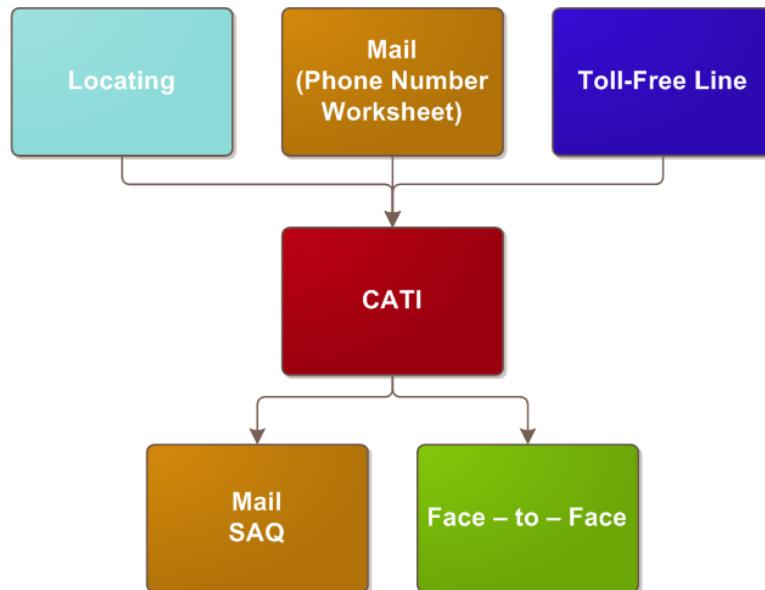 Locating
Mail
(Phone Number
Worksheet)
Toll-Free Line
CATI
Mail
SAQ
Face – to – Face